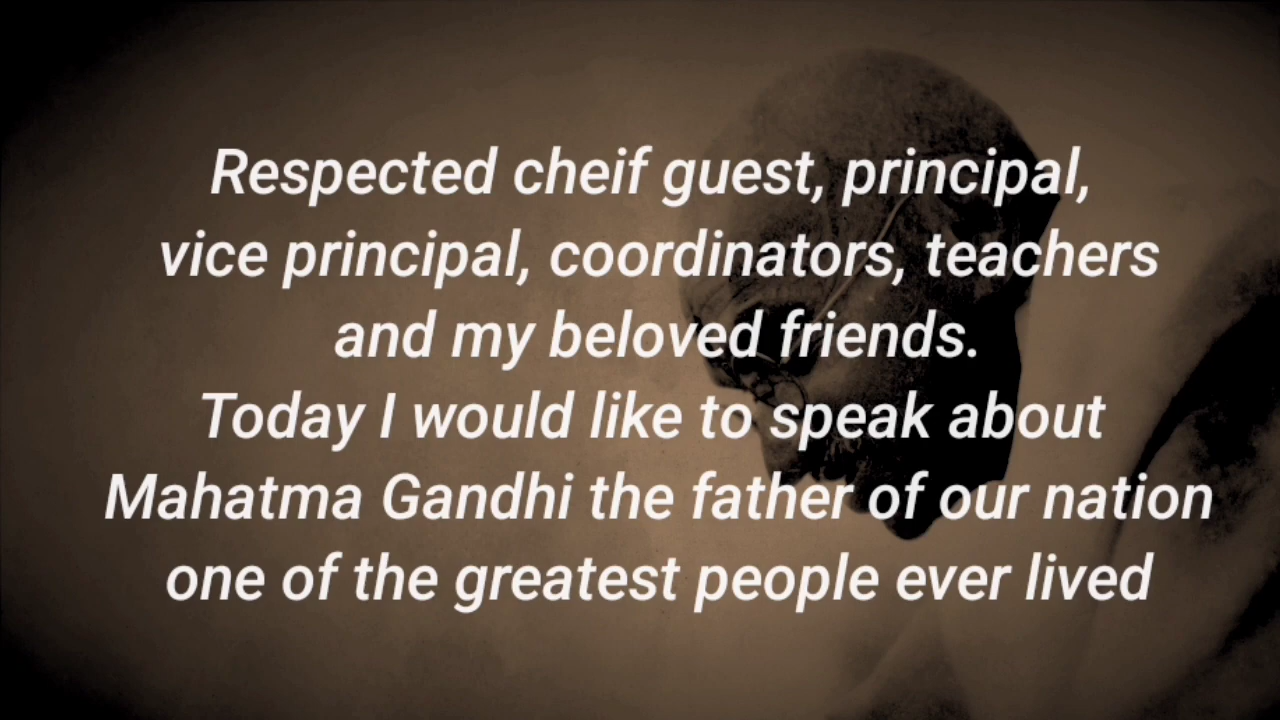 Respected cheif guest, principal,
vice principal, coordinators, teachers
and my beloved friends.
Today I would like to speak about
Mahatma Gandhi the father of our nation
one of the greatest people ever lived